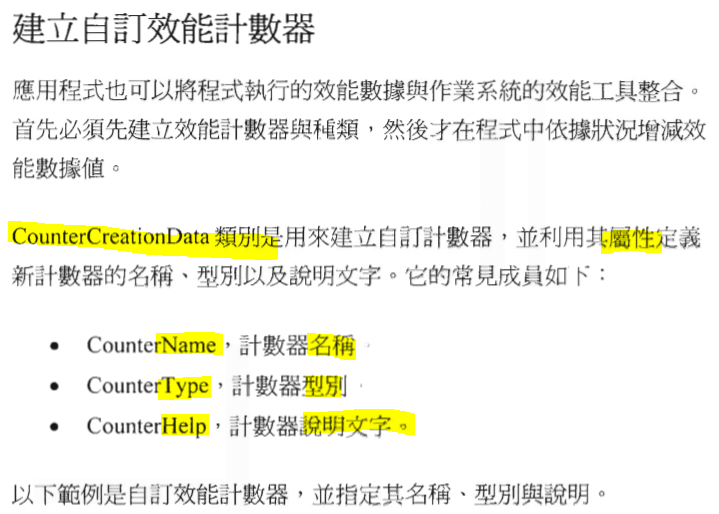 建立自訂效能計數器
應用程式也可以將程式執行的效能數據與作業系統的效能工具整合。
首先必須先建立效能計數器與種類，然後才在程式中依據狀況增減效
能數據值。
CounterCreationData 類別是用來建立自訂計數器，並利用其屬性定義
新計數器的名稱、型別以及說明文字。它的常見成員如下：
• CounterName，計數器名稱。
• CounterType，計數器型別。
• CounterHelp，計數器說明文字。
以下範例是自訂效能計數器，並指定其名稱、型別與說明。